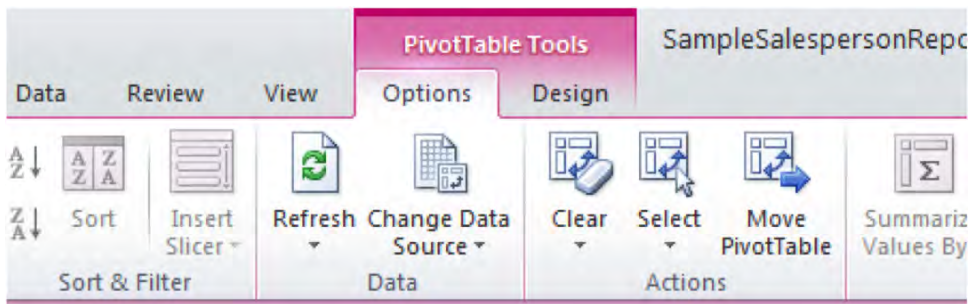 PivotTable Tools
SampleSalespersonRepo
Data Review View Options Design
A Z
A Z Z A
Σ
Z A
Sort
Insert Slicer
Refresh
Change Data Source
Clear
Select
Move PivotTable
Summariz
Values By
Sort & Filter
Data
Actions